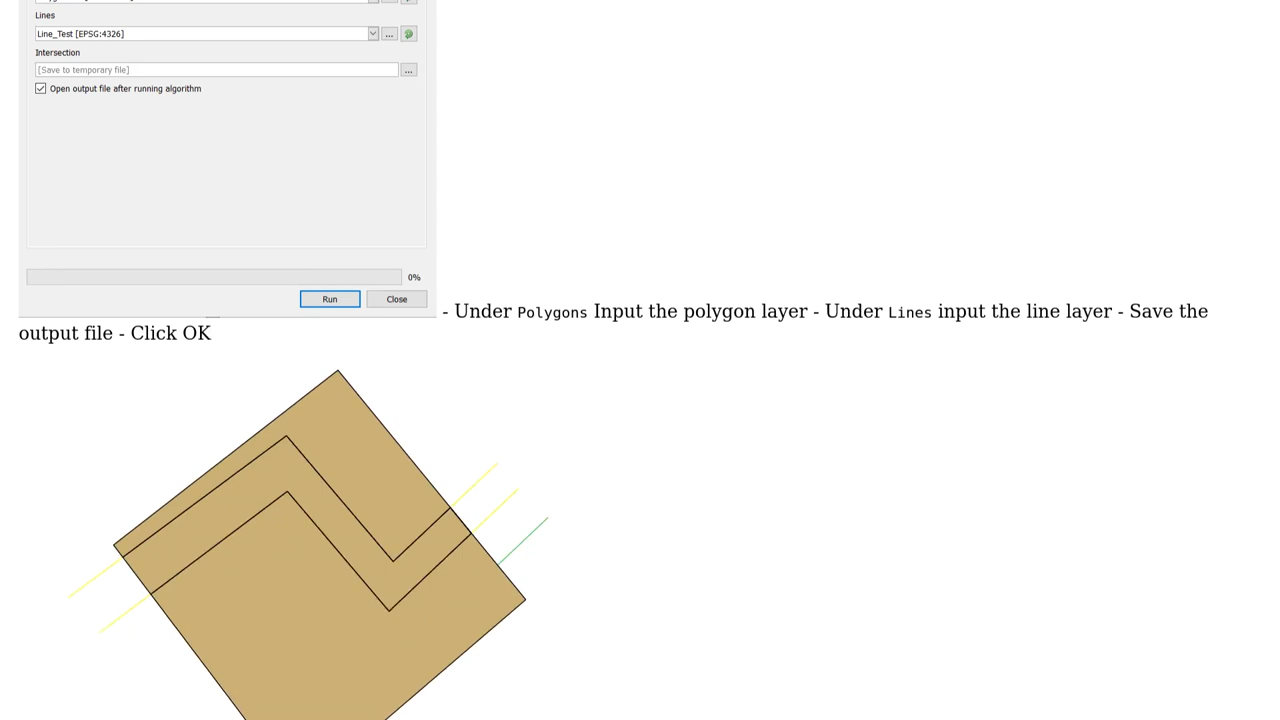 Lines
Line_Test [EPSG:4326]
...
Intersection
[Save to temporary file]
...
Open output file after running algorithm
0%
Run
Close
- Under Polygons Input the polygon layer - Under Lines input the line layer - Save the
output file - Click OK